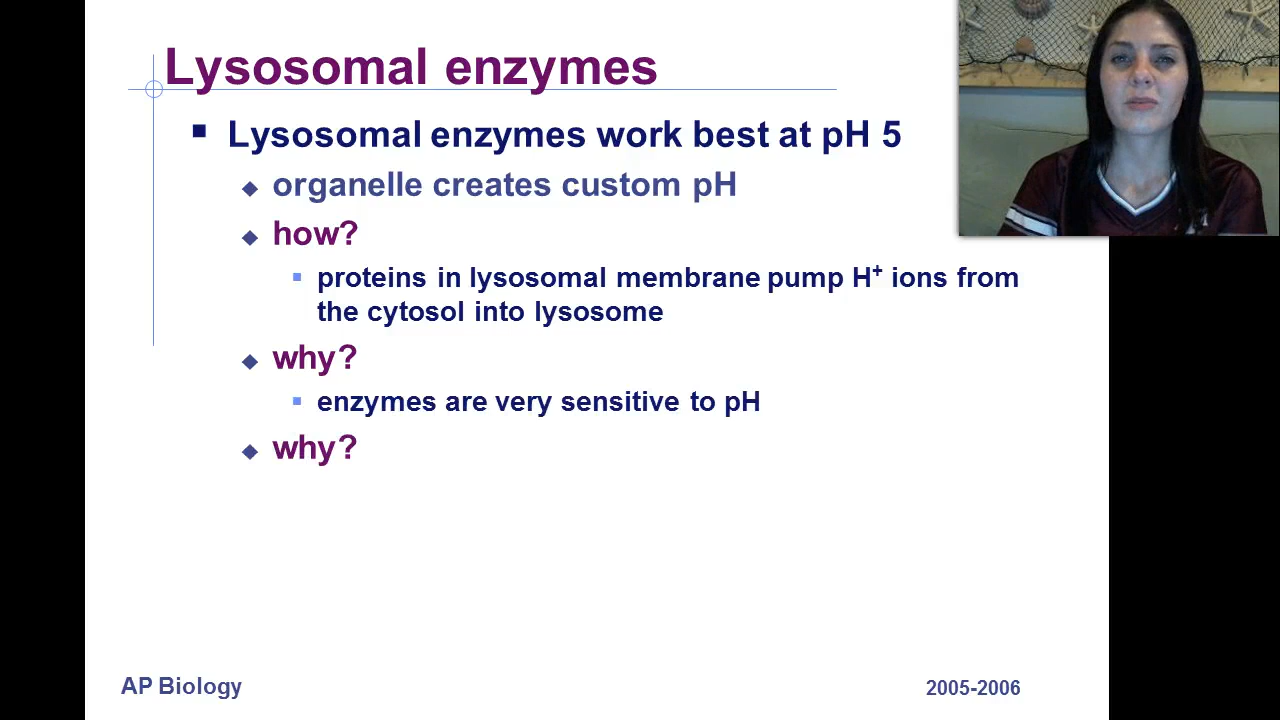 Lysosomal enzymes
Lysosomal enzymes work best at pH 5
organelle creates custom pH
how?
proteins in lysosomal membrane pump H⁺ ions from
the cytosol into lysosome
why?
enzymes are very sensitive to pH
why?
AP Biology
2005-2006